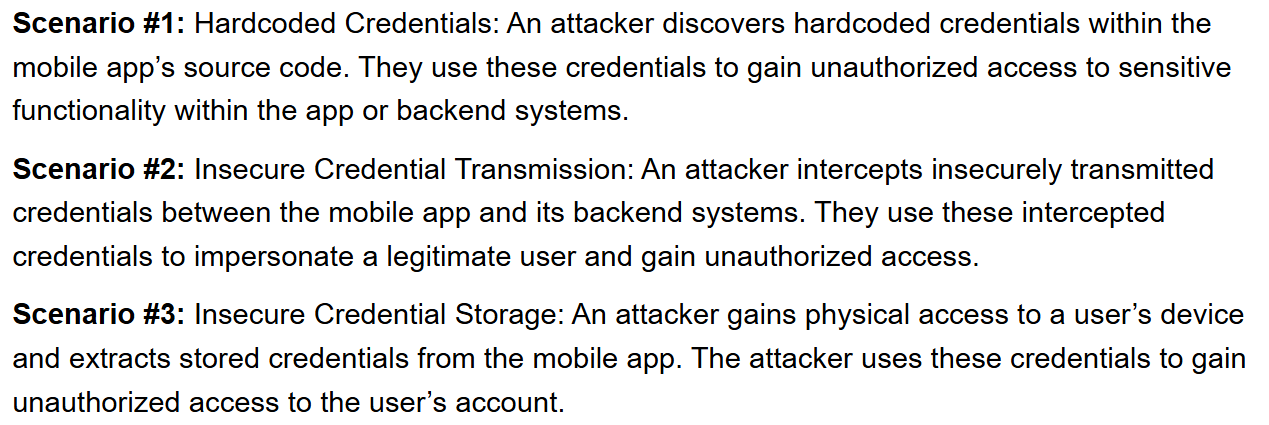 Scenario #1: Hardcoded Credentials: An attacker discovers hardcoded credentials within the
mobile app’s source code. They use these credentials to gain unauthorized access to sensitive
functionality within the app or backend systems.
Scenario #2: Insecure Credential Transmission: An attacker intercepts insecurely transmitted
credentials between the mobile app and its backend systems. They use these intercepted
credentials to impersonate a legitimate user and gain unauthorized access.
Scenario #3: Insecure Credential Storage: An attacker gains physical access to a user’s device
and extracts stored credentials from the mobile app. The attacker uses these credentials to gain
unauthorized access to the user’s account.